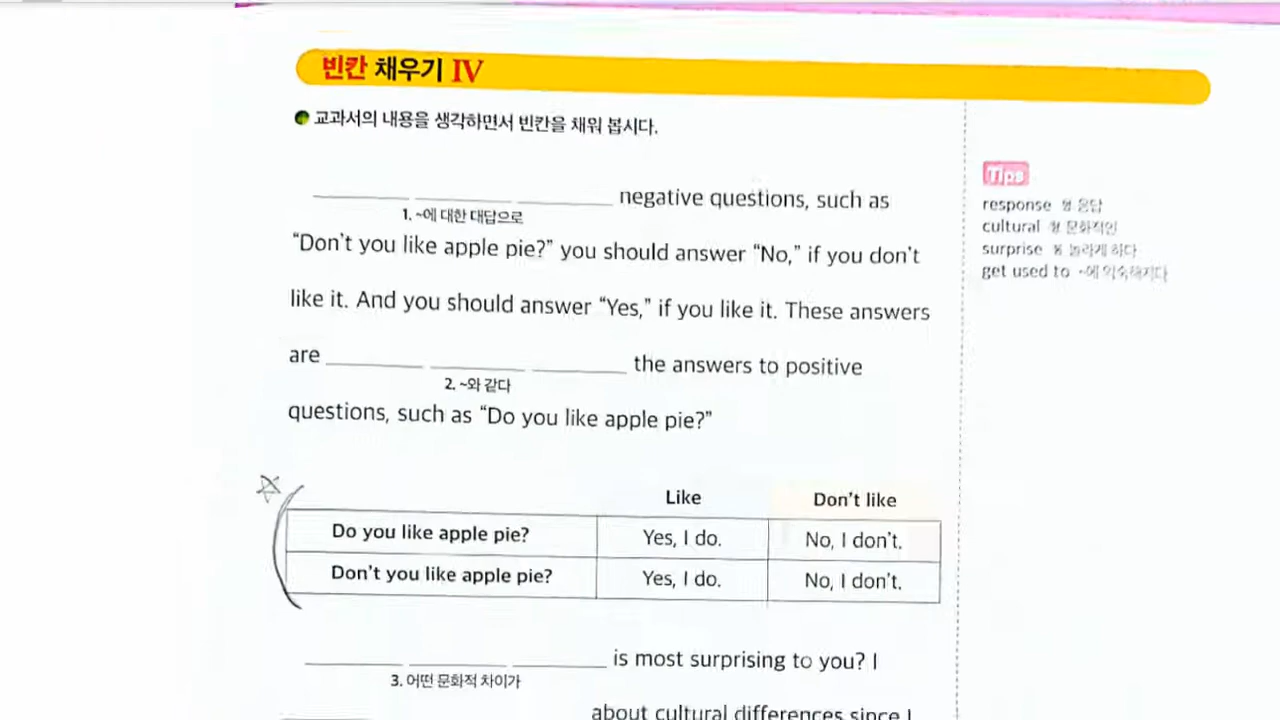 빈칸 채우기 IV
교과서의 내용을 생각하면서 빈칸을 채워 봅시다.
negative questions, such as
1. ~에 대한 대답으로
“Don’t you like apple pie?” you should answer “No,” if you don’t
like it. And you should answer “Yes,” if you like it. These answers
are the answers to positive
2. ~와 같다
questions, such as “Do you like apple pie?”
Like Don’t like
Do you like apple pie? Yes, I do. No, I don’t.
Don’t you like apple pie? Yes, I do. No, I don’t.
is most surprising to you? I
3. 어떤 문화적 차이가
about cultural differences since I
Tips
response 명 응답
cultural 형 문화적인
surprise 동 놀라게 하다
get used to ~에 익숙해지다